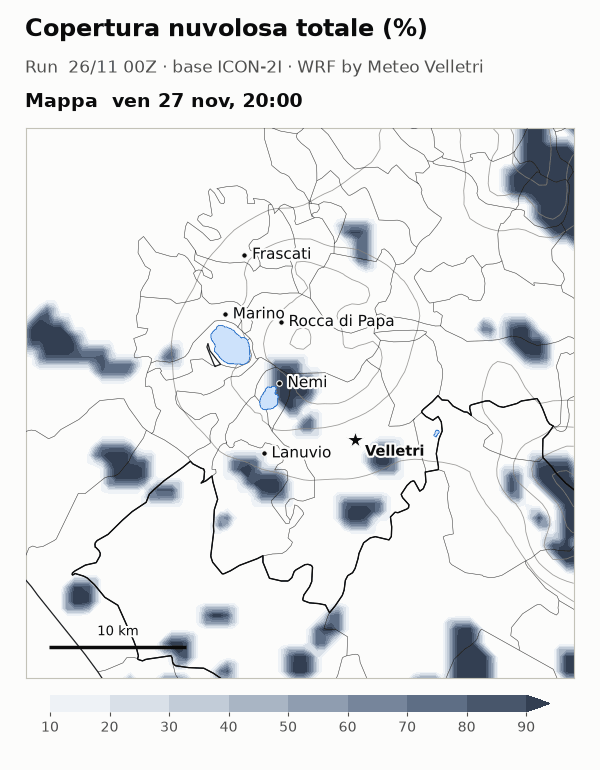 Copertura nuvolosa totale (%)
Run 26/11 00Z · base ICON-2I · WRF by Meteo Velletri
Mappa ven 27 nov, 20:00
Frascati
Marino
Rocca di Papa
Nemi
Velletri
Lanuvio
10 km
10 20 30 40 50 60 70 80 90